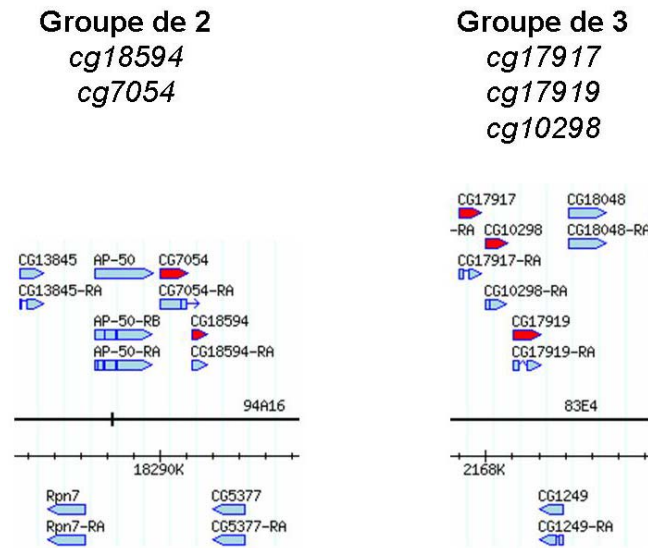 Groupe de 2
cg18594
cg7054
Groupe de 3
cg17917
cg17919
cg10298
CG13845 AP-50 CG7054
CG13845-RA CG7054-RA
AP-50-RB CG18594
AP-50-RA CG18594-RA
94A16
18290K
Rpn7 CG5377
Rpn7-RA CG5377-RA
CG17917 CG18048
-RA CG10298 CG18048-RA
CG17917-RA
CG10298-RA
CG17919
CG17919-RA
83E4
2168K
CG1249
CG1249-RA